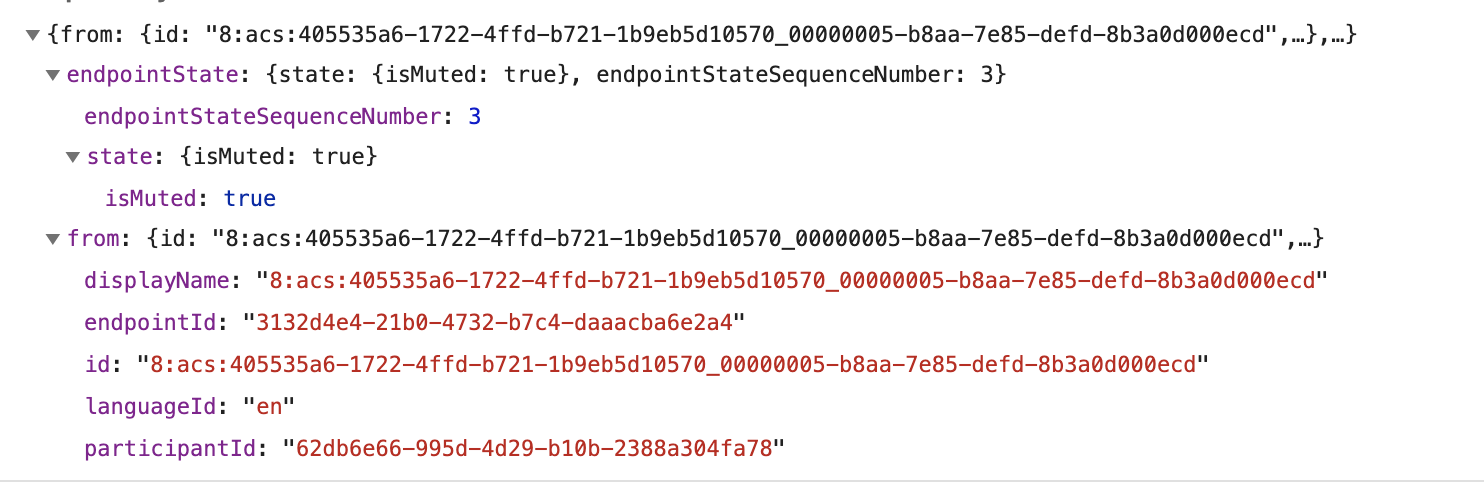 {from: {id: "8:acs:405535a6-1722-4ffd-b721-1b9eb5d10570_00000005-b8aa-7e85-defd-8b3a0d000ecd",…},…}
endpointState: {state: {isMuted: true}, endpointStateSequenceNumber: 3}
endpointStateSequenceNumber: 3
state: {isMuted: true}
isMuted: true
from: {id: "8:acs:405535a6-1722-4ffd-b721-1b9eb5d10570_00000005-b8aa-7e85-defd-8b3a0d000ecd",…}
displayName: "8:acs:405535a6-1722-4ffd-b721-1b9eb5d10570_00000005-b8aa-7e85-defd-8b3a0d000ecd"
endpointId: "3132d4e4-21b0-4732-b7c4-daaacba6e2a4"
id: "8:acs:405535a6-1722-4ffd-b721-1b9eb5d10570_00000005-b8aa-7e85-defd-8b3a0d000ecd"
languageId: "en"
participantId: "62db6e66-995d-4d29-b10b-2388a304fa78"